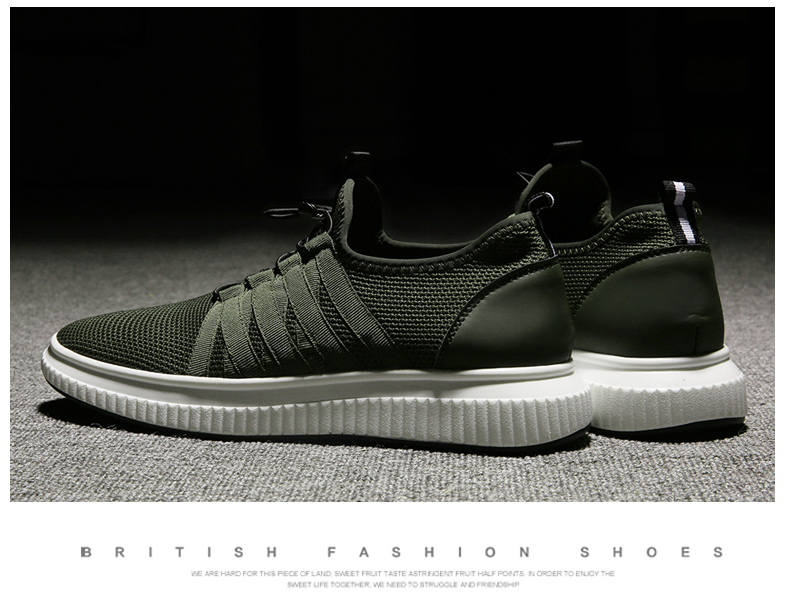 BRITISH FASHION SHOES
WE ARE HARD FOR THIS PIECE OF LAND, SWEET FRUIT TASTE ASTRINGENT FRUIT HALF POINTS. IN ORDER TO ENJOY THE
SWEET LIFE TOGETHER, WE NEED TO STRUGGLE AND FRIENDSHIP